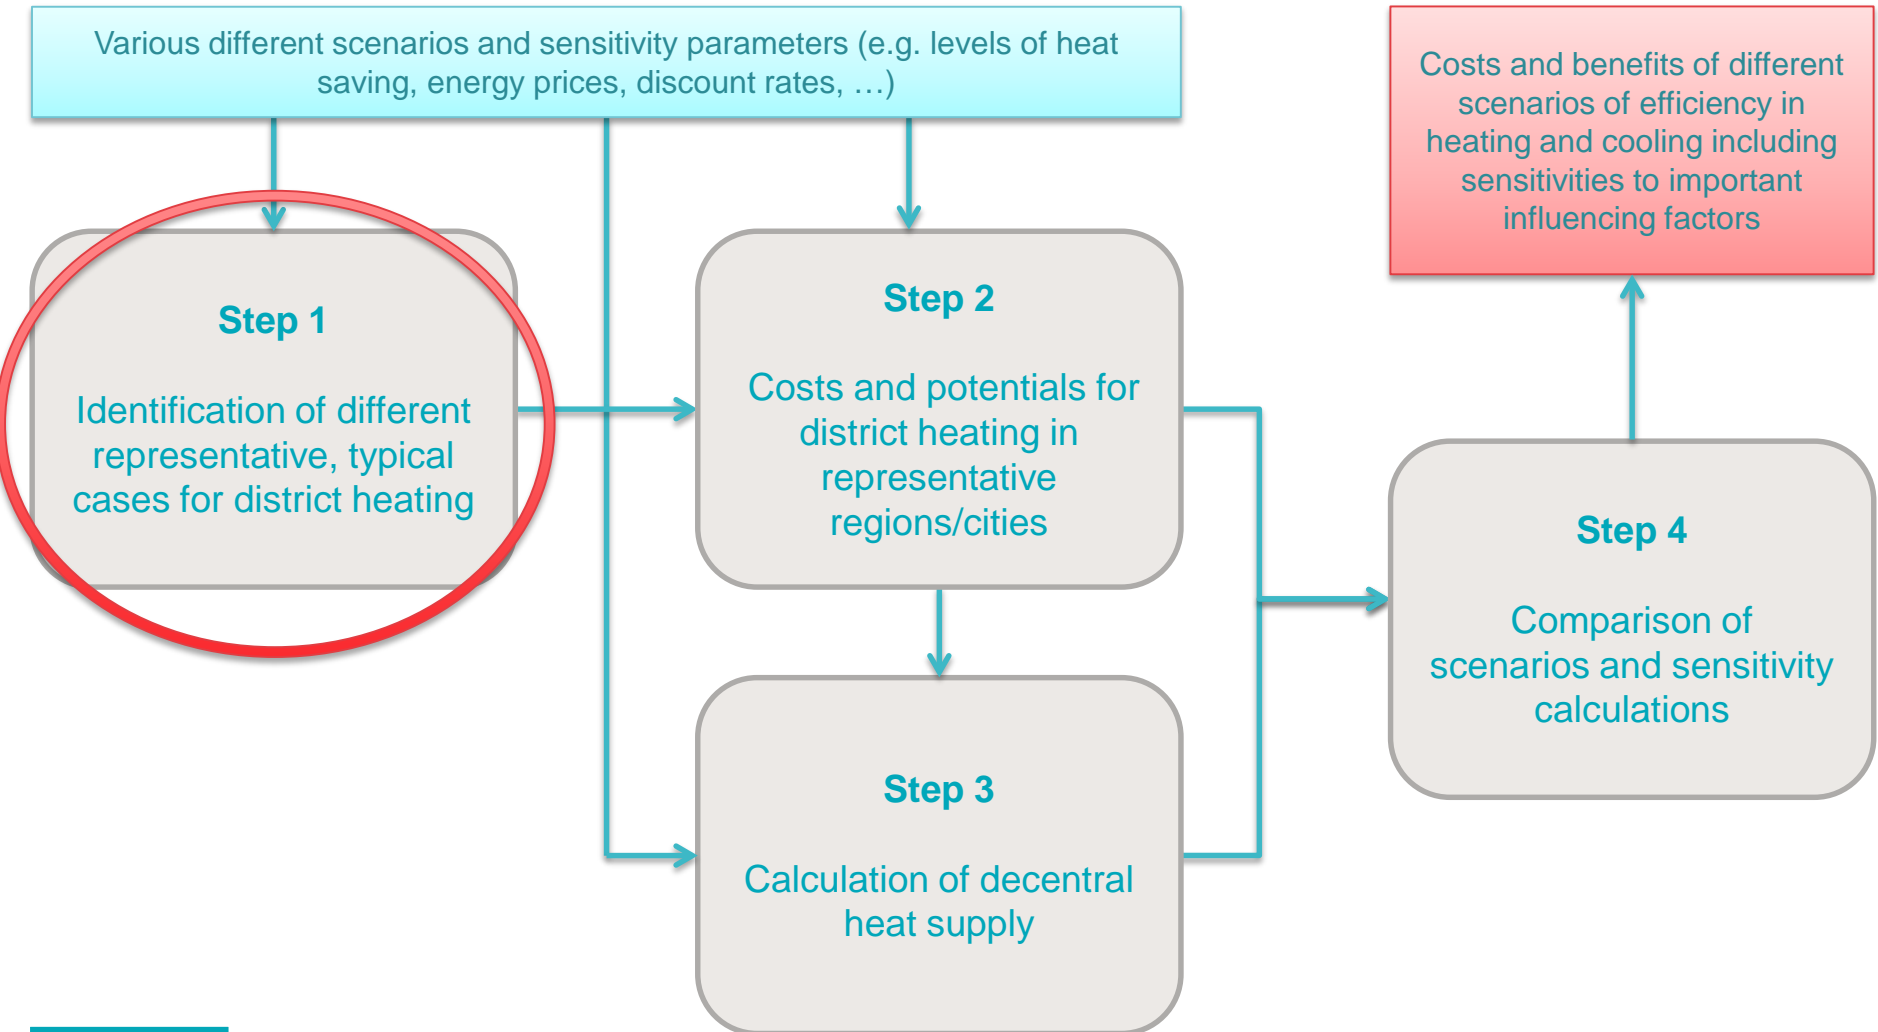 Various different scenarios and sensitivity parameters (e.g. levels of heat
saving, energy prices, discount rates, …)
Costs and benefits of different
scenarios of efficiency in
heating and cooling including
sensitivities to important
influencing factors
Step 1
Identification of different
representative, typical
cases for district heating
Step 2
Costs and potentials for
district heating in
representative
regions/cities
Step 3
Calculation of decentral
heat supply
Step 4
Comparison of
scenarios and sensitivity
calculations